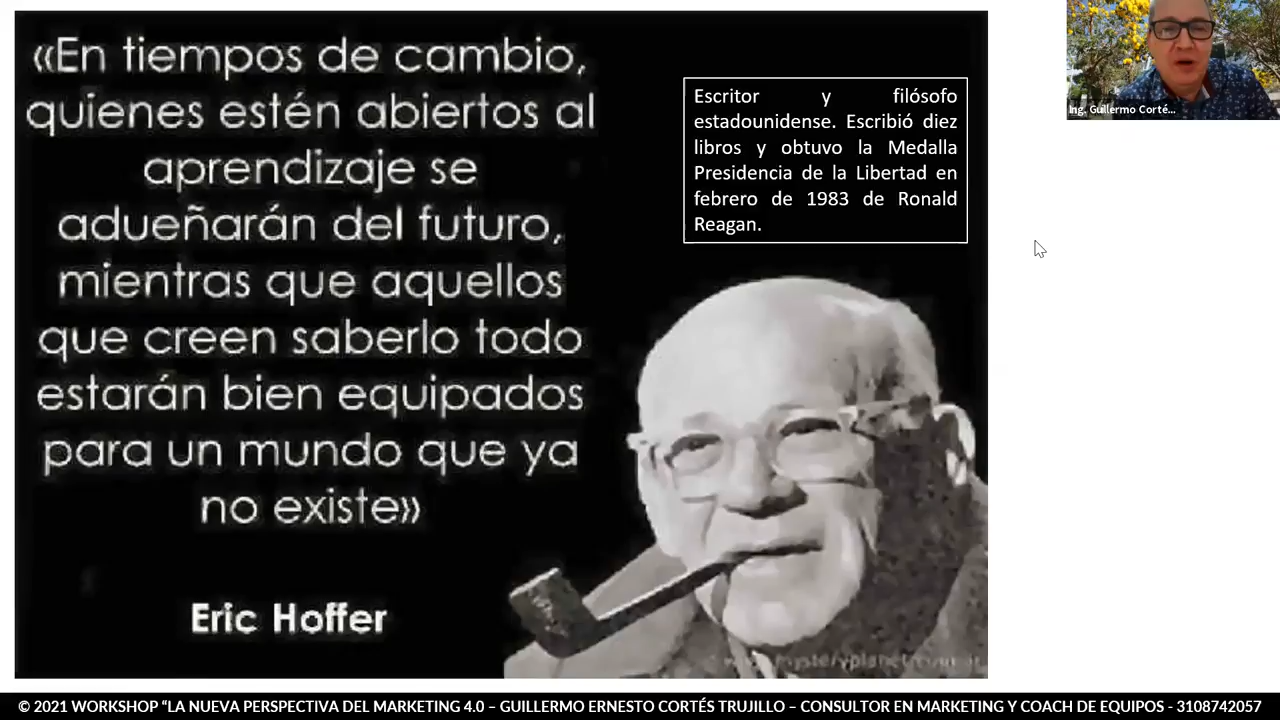 «En tiempos de cambio,
quienes estén abiertos al
aprendizaje se
adueñarán del futuro,
mientras que aquellos
que creen saberlo todo
estarán bien equipados
para un mundo que ya
no existe»
Eric Hoffer
Escritor y filósofo
estadounidense. Escribió diez
libros y obtuvo la Medalla
Presidencia de la Libertad en
febrero de 1983 de Ronald
Reagan.
Ing. Guillermo Corté...
© 2021 WORKSHOP “LA NUEVA PERSPECTIVA DEL MARKETING 4.0 – GUILLERMO ERNESTO CORTÉS TRUJILLO – CONSULTOR EN MARKETING Y COACH DE EQUIPOS - 3108742057